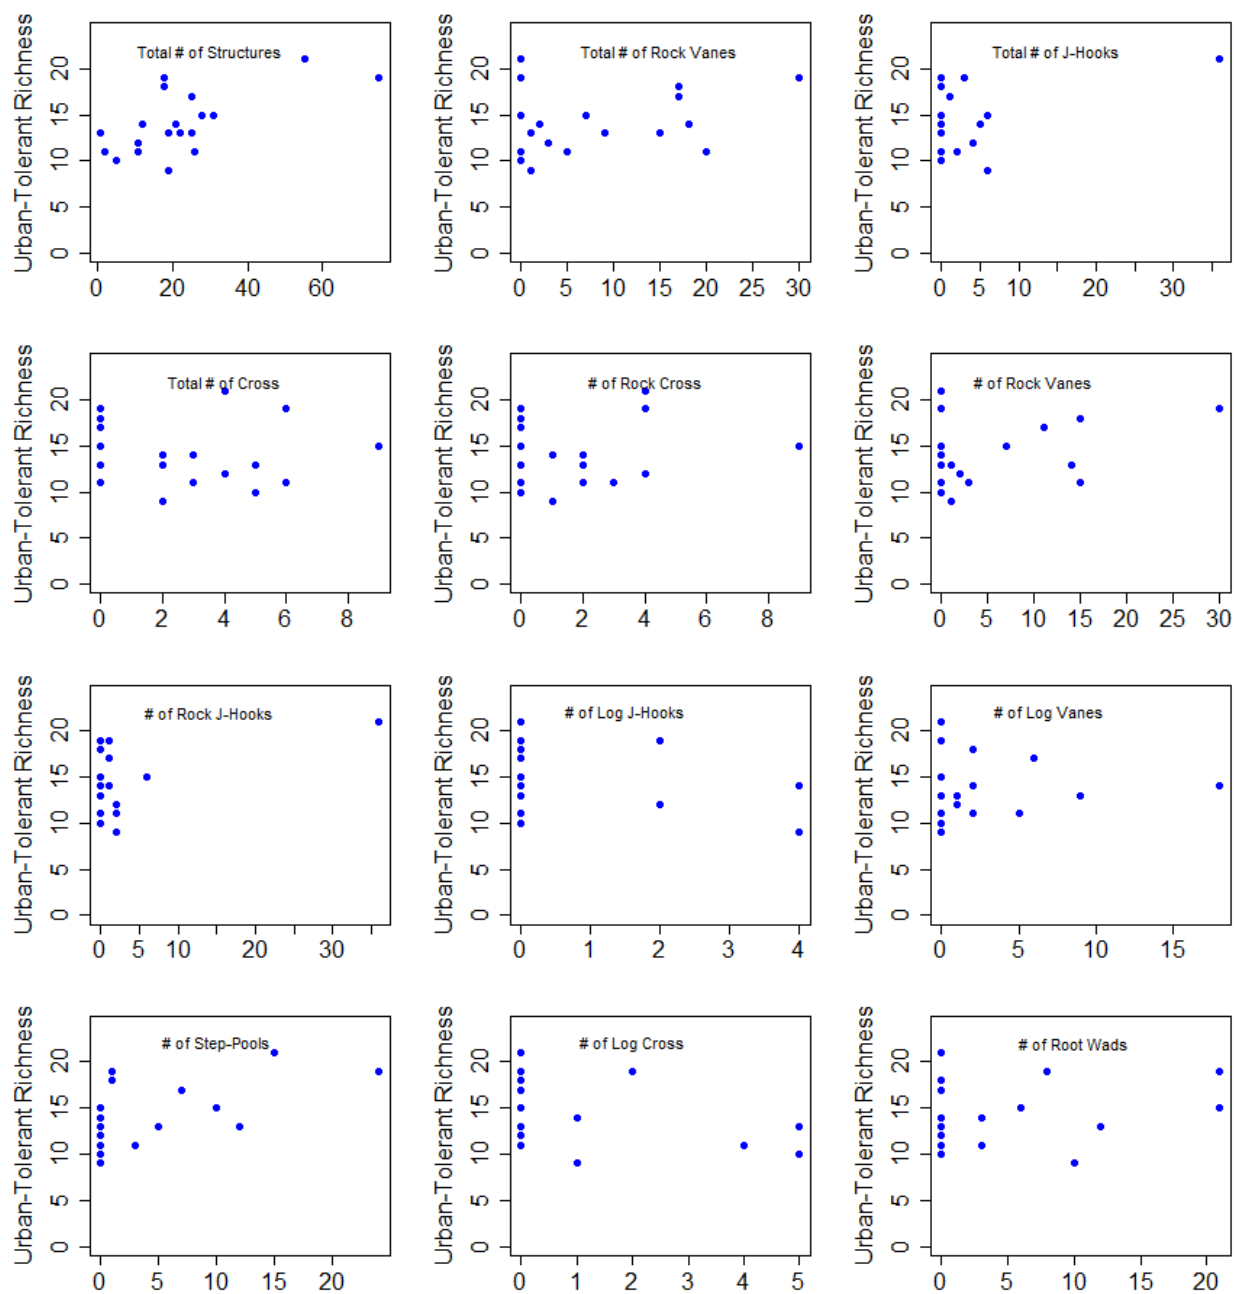 Urban-Tolerant Richness
Total # of Structures
20
15
10
5
0
0 20 40 60
Urban-Tolerant Richness
Total # of Rock Vanes
20
15
10
5
0
0 5 10 15 20 25 30
Urban-Tolerant Richness
Total # of J-Hooks
20
15
10
5
0
0 5 10 20 30
Urban-Tolerant Richness
Total # of Cross
20
15
10
5
0
0 2 4 6 8
Urban-Tolerant Richness
# of Rock Cross
20
15
10
5
0
0 2 4 6 8
Urban-Tolerant Richness
# of Rock Vanes
20
15
10
5
0
0 5 10 15 20 25 30
Urban-Tolerant Richness
# of Rock J-Hooks
20
15
10
5
0
0 5 10 20 30
Urban-Tolerant Richness
# of Log J-Hooks
20
15
10
5
0
0 1 2 3 4
Urban-Tolerant Richness
# of Log Vanes
20
15
10
5
0
0 5 10 15
Urban-Tolerant Richness
# of Step-Pools
20
15
10
5
0
0 5 10 15 20
Urban-Tolerant Richness
# of Log Cross
20
15
10
5
0
0 1 2 3 4 5
Urban-Tolerant Richness
# of Root Wads
20
15
10
5
0
0 5 10 15 20